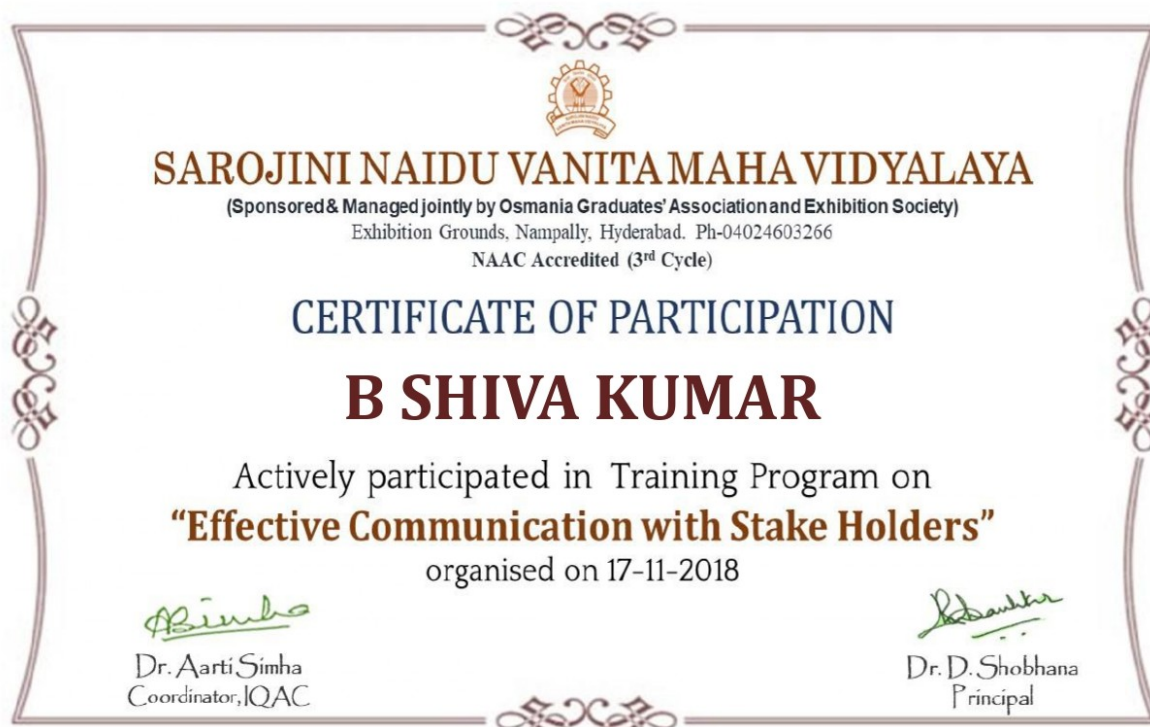 SAROJINI NAIDU VANITA MAHA VIDYALAYA
(Sponsored & Managed jointly by Osmania Graduates' Association and Exhibition Society)
Exhibition Grounds, Nampally, Hyderabad. Ph-04024603266
NAAC Accredited (3rd Cycle)
CERTIFICATE OF PARTICIPATION
B SHIVA KUMAR
Actively participated in Training Program on
“Effective Communication with Stake Holders”
organised on 17-11-2018
Dr. Aarti Simha
Coordinator, IQAC
Dr. D. Shobhana
Principal